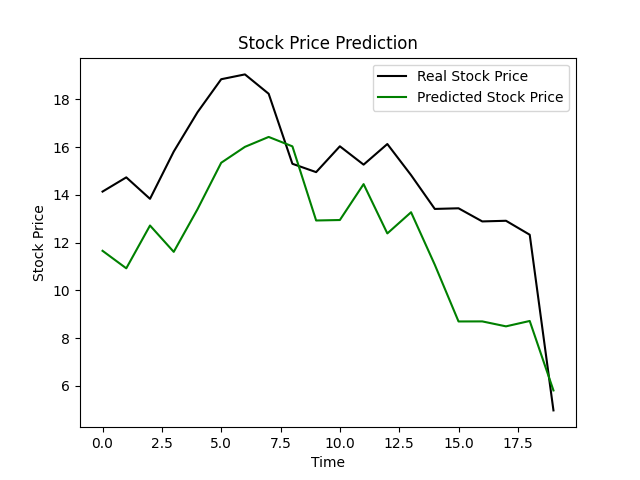 Stock Price Prediction
Real Stock Price
Predicted Stock Price
Stock Price
18
16
14
12
10
8
6
0.0 2.5 5.0 7.5 10.0 12.5 15.0 17.5
Time